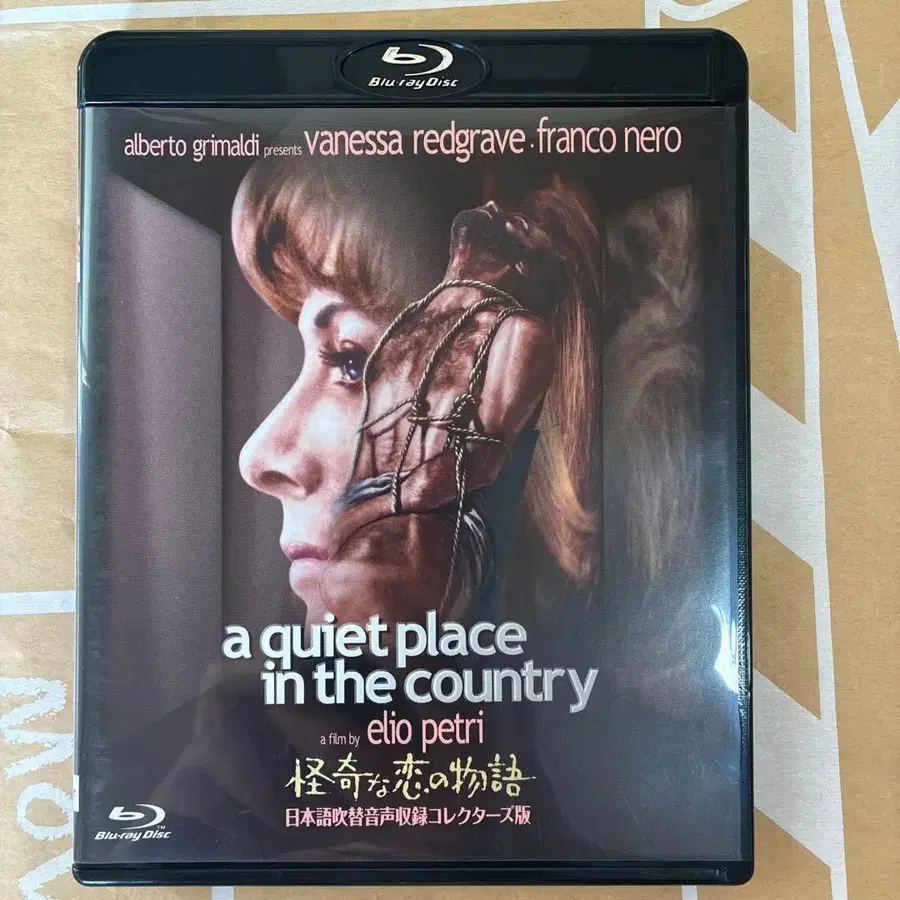 Blu-ray Disc
alberto grimaldi presents vanessa redgrave · franco nero
a quiet place
in the country
a film by elio petri
怪奇な恋の物語
日本語吹替音声収録コレクターズ版
Blu-ray Disc™